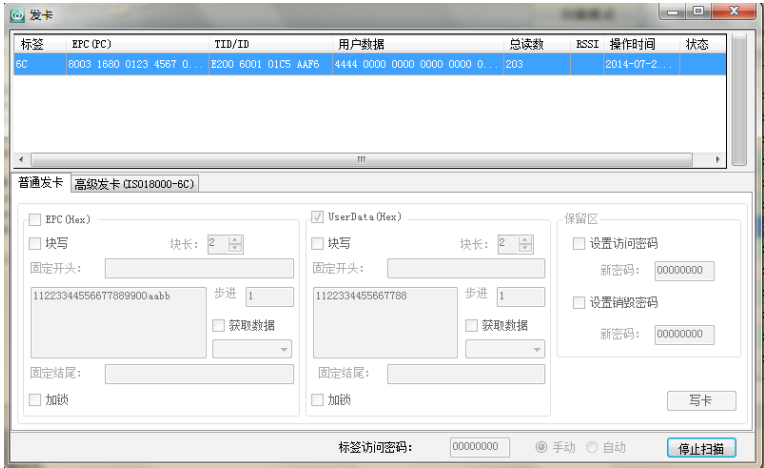 发卡
标签 EPC(PC) TID/ID 用户数据 总读数 RSSI 操作时间 状态
6C 8003 1680 0123 4567 0... E200 6001 01C5 AAF6 4444 0000 0000 0000 0000 0... 203 2014-07-2...
普通发卡 高级发卡(ISO18000-6C)
EPC(Hex) UserData(Hex) 保留区
块写 块长: 2 块写 块长: 2 设置访问密码
固定开头: 固定开头: 新密码: 00000000
11223344556677889900aabb 步进 1 1122334455667788 步进 1 设置销毁密码
获取数据 获取数据 新密码: 00000000
固定结尾: 固定结尾:
加锁 加锁 写卡
标签访问密码: 00000000 手动 自动 停止扫描